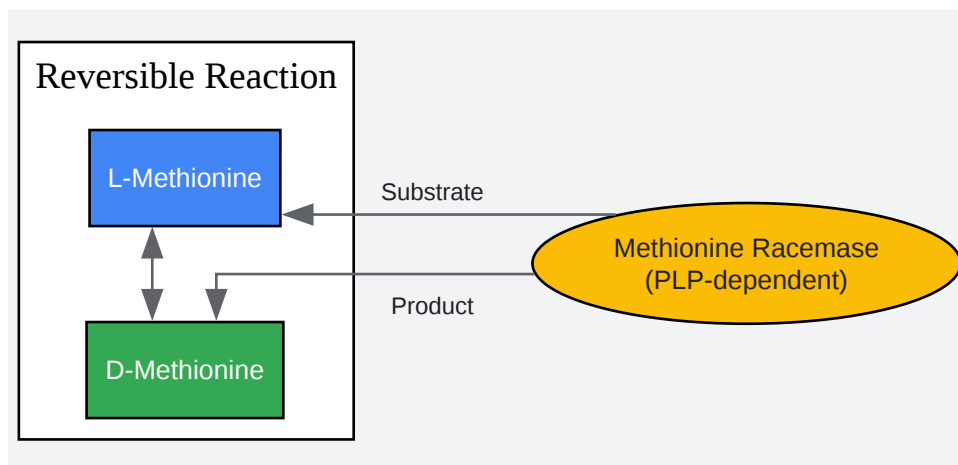 Reversible Reaction
L-Methionine
Substrate
Methionine Racemase
(PLP-dependent)
Product
D-Methionine